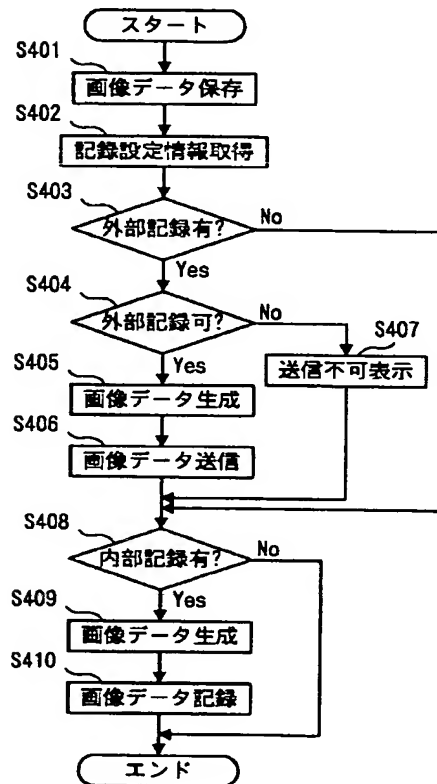 スタート
S401
画像データ保存
S402
記録設定情報取得
S403
外部記録有?
No
Yes
S404
外部記録可?
No
S407
送信不可表示
Yes
S405
画像データ生成
S406
画像データ送信
S408
内部記録有?
No
Yes
S409
画像データ生成
S410
画像データ記録
エンド